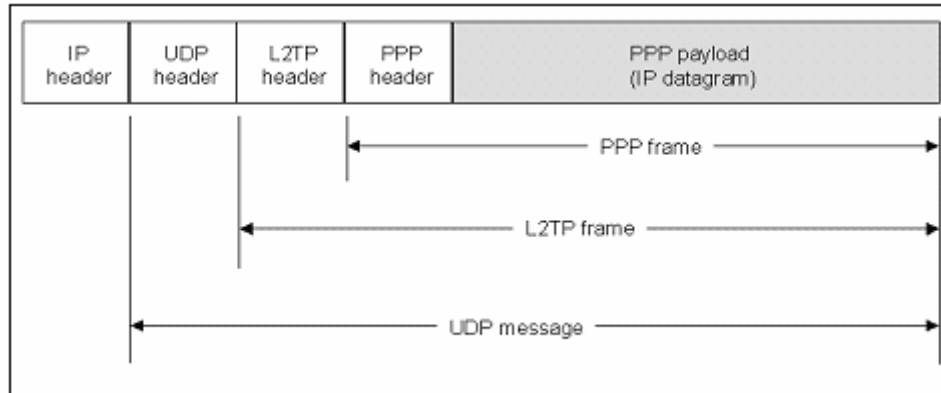 IP
header
UDP
header
L2TP
header
PPP
header
PPP payload
(IP datagram)
PPP frame
L2TP frame
UDP message